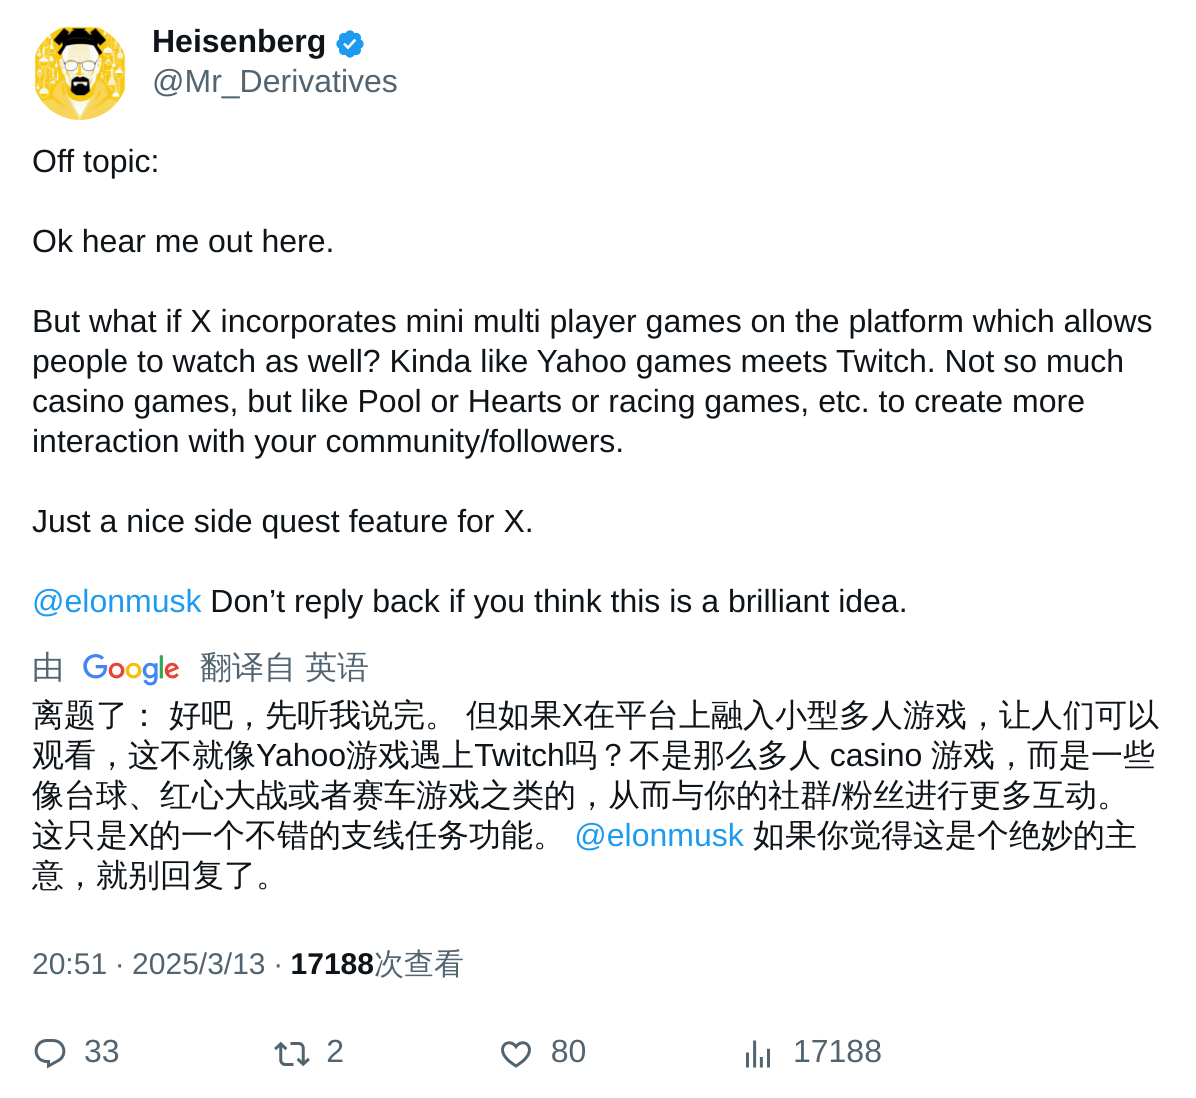 Heisenberg
@Mr_Derivatives
Off topic:
Ok hear me out here.
But what if X incorporates mini multi player games on the platform which allows
people to watch as well? Kinda like Yahoo games meets Twitch. Not so much
casino games, but like Pool or Hearts or racing games, etc. to create more
interaction with your community/followers.
Just a nice side quest feature for X.
@elonmusk Don’t reply back if you think this is a brilliant idea.
由 Google 翻译自 英语
离题了： 好吧，先听我说完。 但如果X在平台上融入小型多人游戏，让人们可以
观看，这不就像Yahoo游戏遇上Twitch吗？不是那么多人 casino 游戏，而是一些
像台球、红心大战或者赛车游戏之类的，从而与你的社群/粉丝进行更多互动。
这只是X的一个不错的支线任务功能。 @elonmusk 如果你觉得这是个绝妙的主
意，就别回复了。
20:51 · 2025/3/13 · 17188次查看
33 2 80 17188